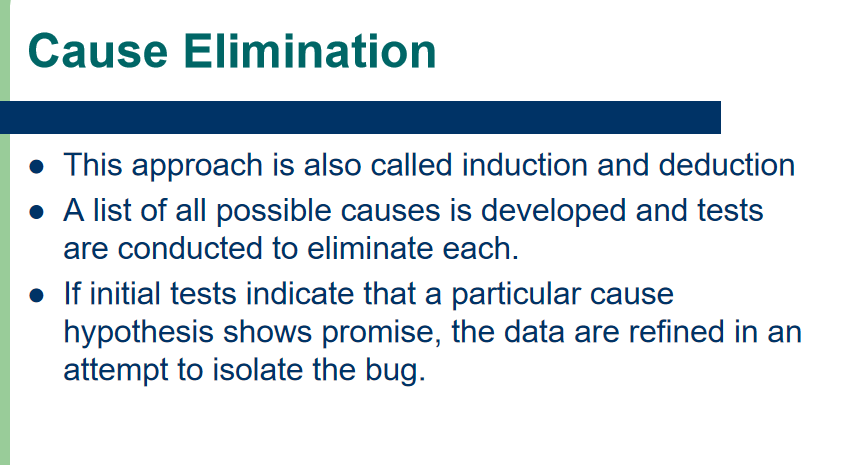 Cause Elimination
● This approach is also called induction and deduction
● A list of all possible causes is developed and tests
are conducted to eliminate each.
● If initial tests indicate that a particular cause
hypothesis shows promise, the data are refined in an
attempt to isolate the bug.